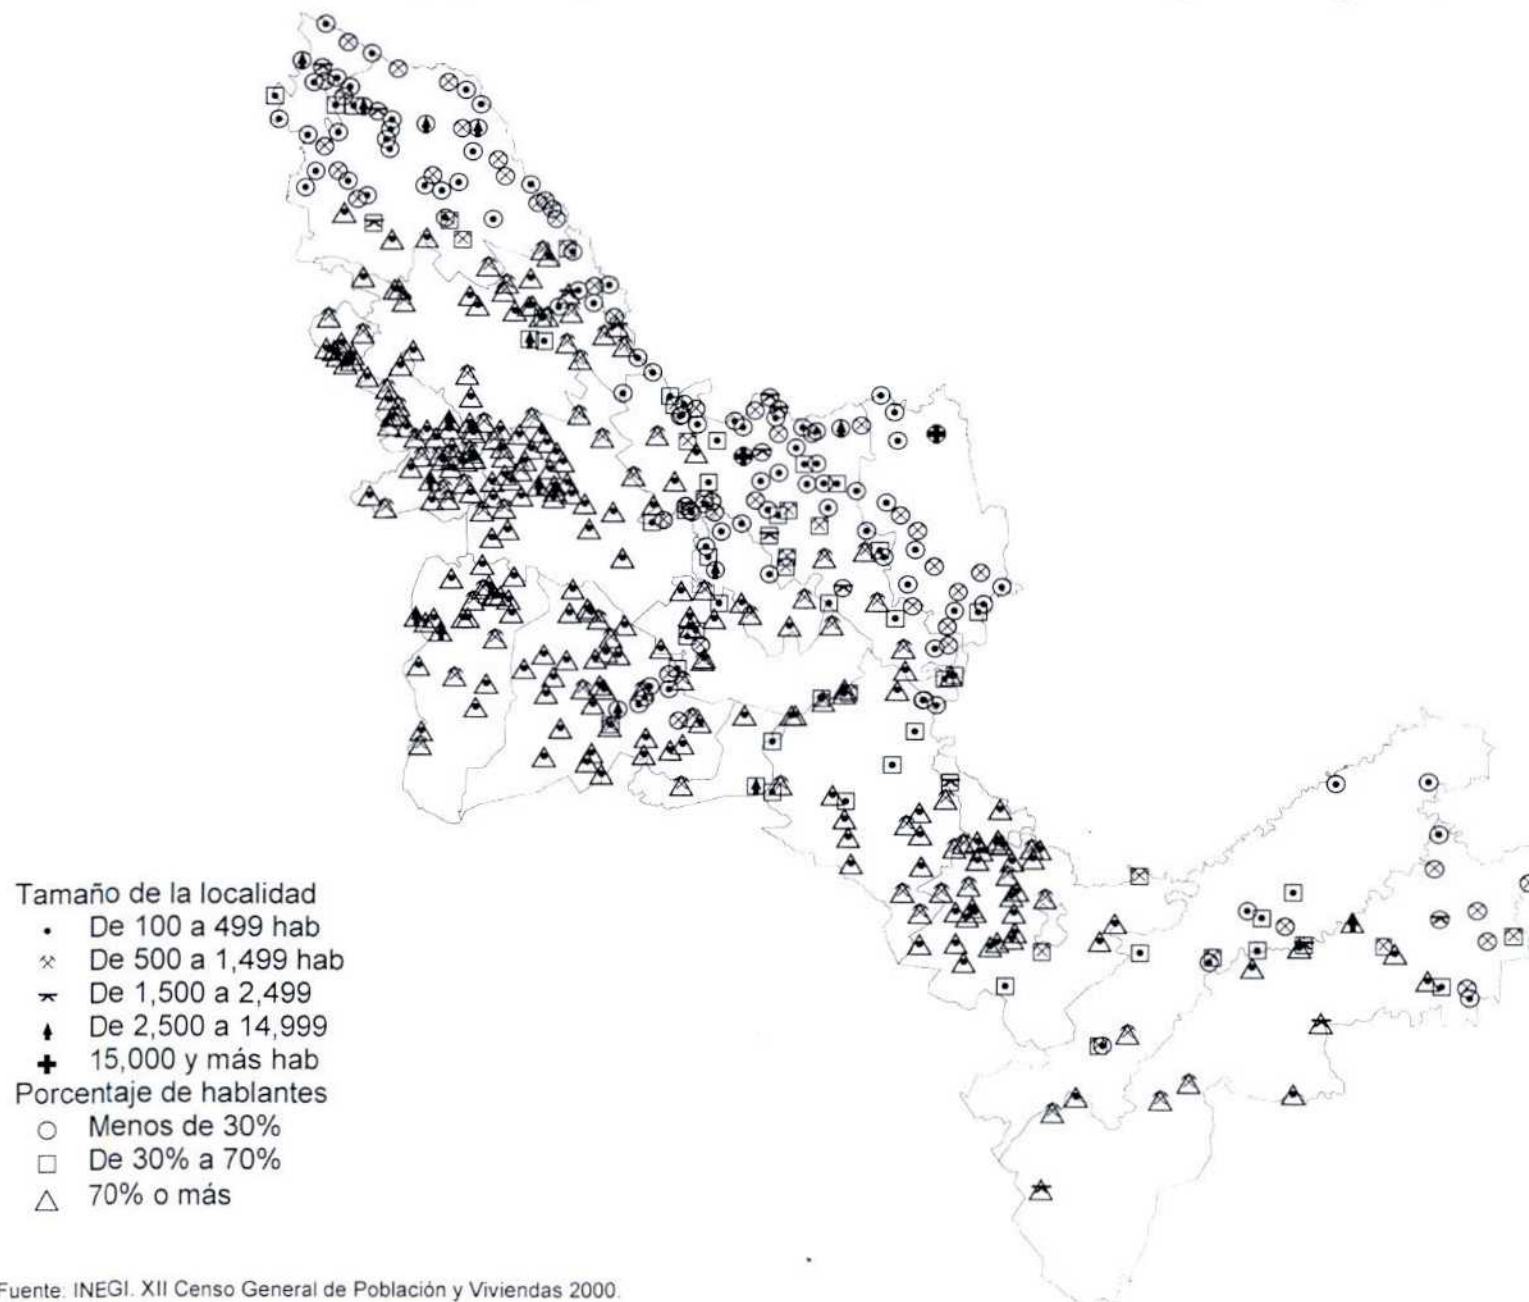 Tamaño de la localidad
De 100 a 499 hab
De 500 a 1,499 hab
De 1,500 a 2,499
De 2,500 a 14,999
15,000 y más hab
Porcentaje de hablantes
Menos de 30%
De 30% a 70%
70% o más
Fuente: INEGI. XII Censo General de Población y Viviendas 2000.